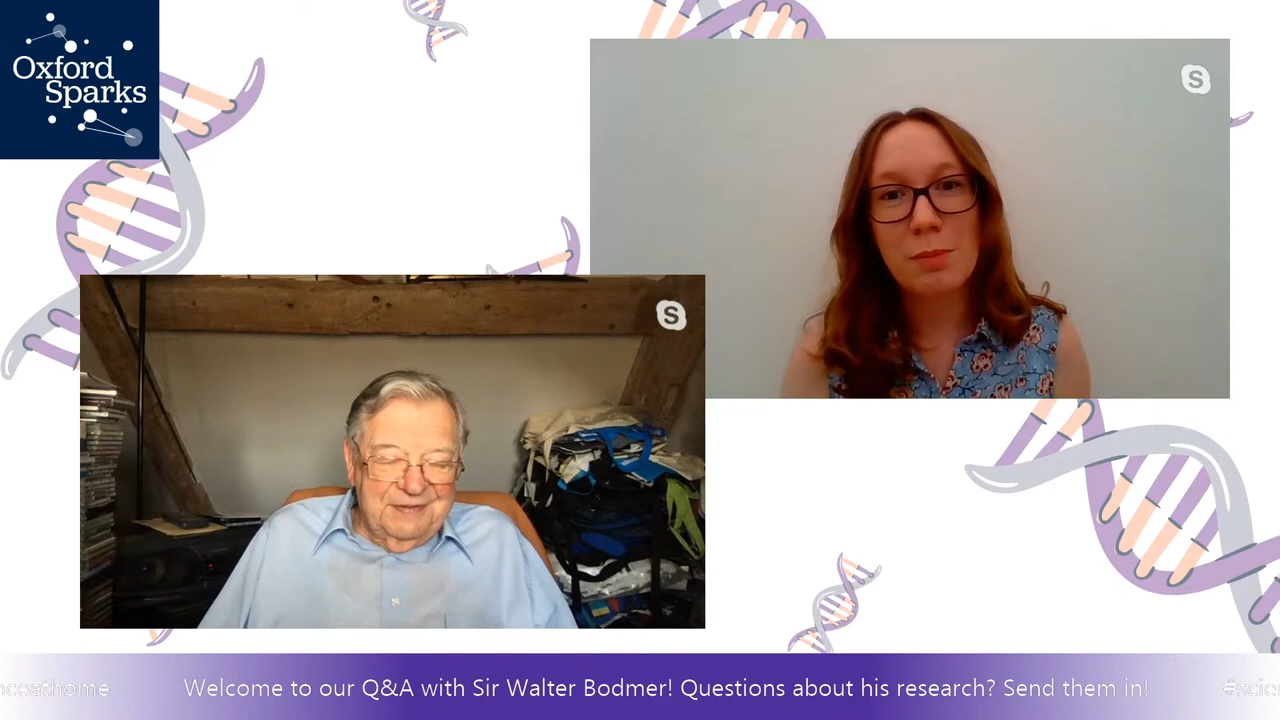 Oxford
Sparks
S
S
Welcome to our Q&A with Sir Walter Bodmer! Questions about his research? Send them in!